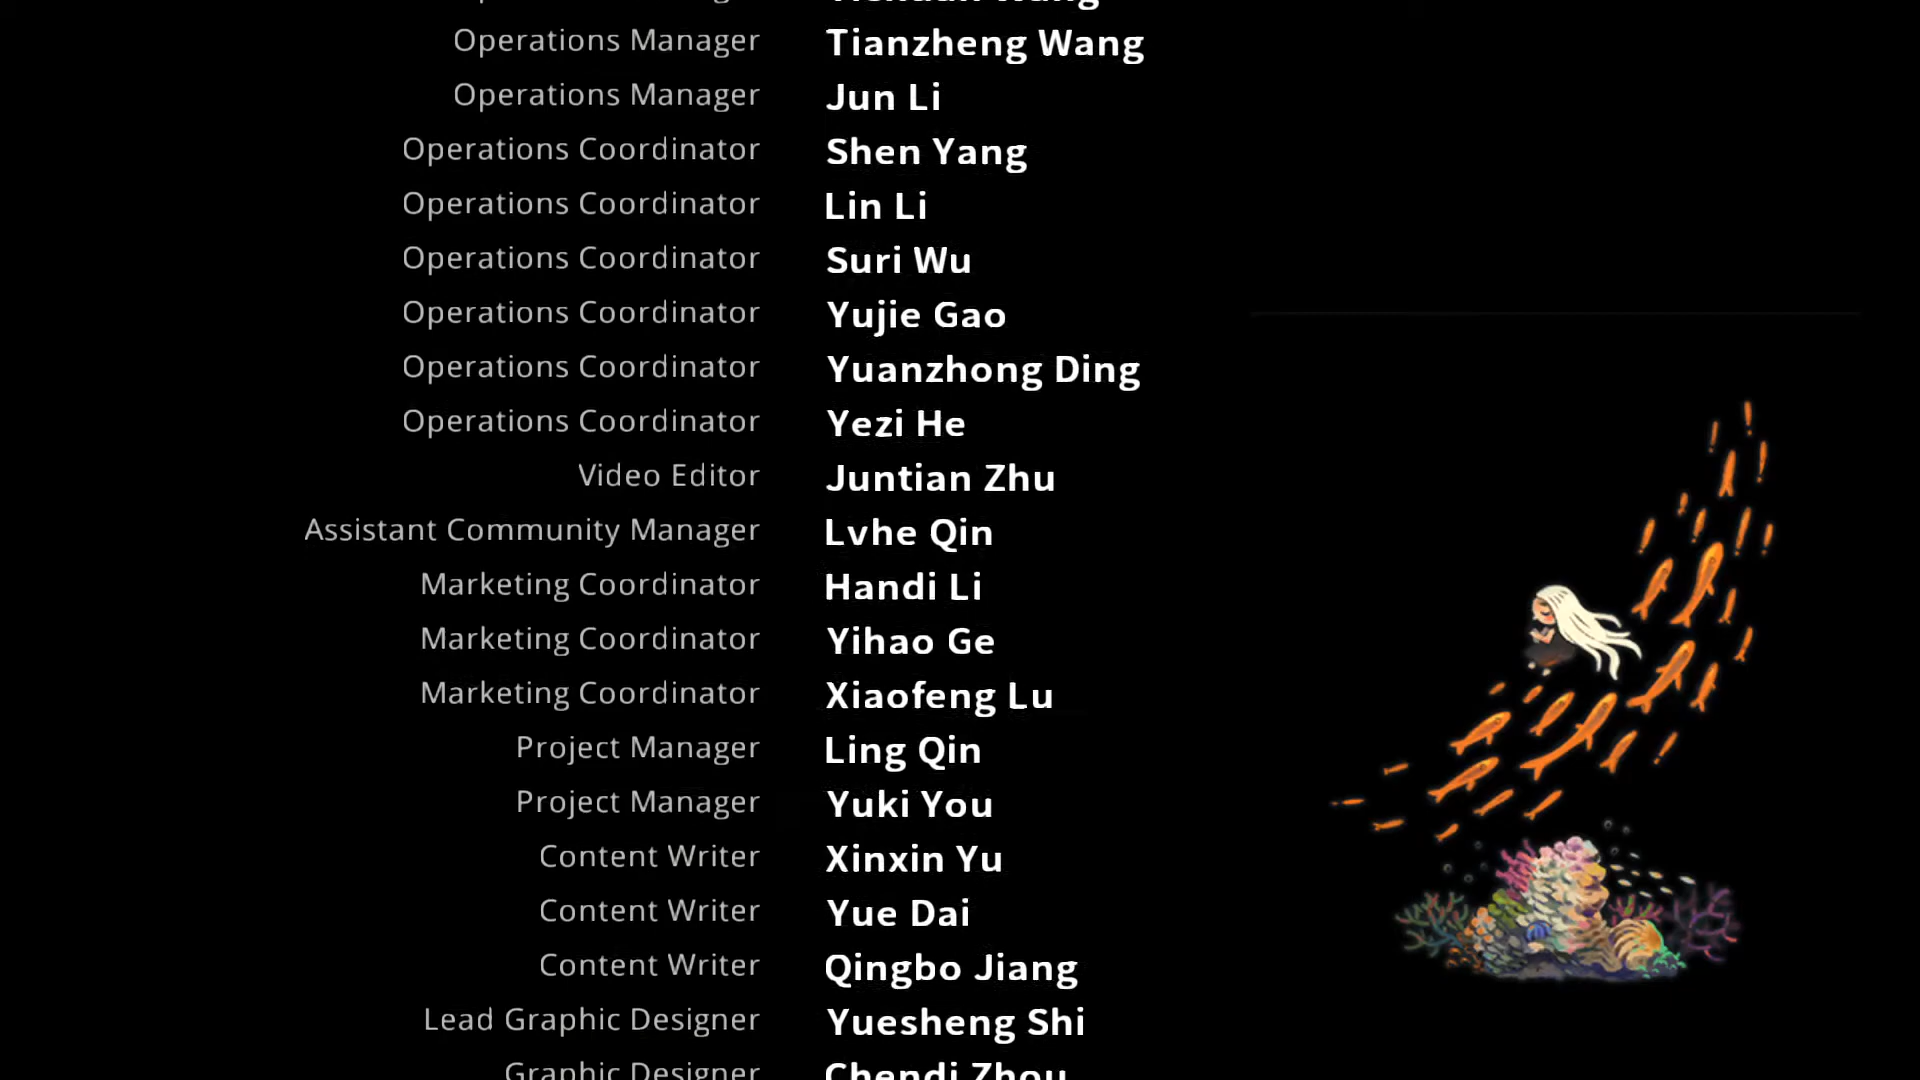 Operations Manager Tianzheng Wang
Operations Manager Jun Li
Operations Coordinator Shen Yang
Operations Coordinator Lin Li
Operations Coordinator Suri Wu
Operations Coordinator Yujie Gao
Operations Coordinator Yuanzhong Ding
Operations Coordinator Yezi He
Video Editor Juntian Zhu
Assistant Community Manager Lvhe Qin
Marketing Coordinator Handi Li
Marketing Coordinator Yihao Ge
Marketing Coordinator Xiaofeng Lu
Project Manager Ling Qin
Project Manager Yuki You
Content Writer Xinxin Yu
Content Writer Yue Dai
Content Writer Qingbo Jiang
Lead Graphic Designer Yuesheng Shi
Graphic Designer Chendi Zhou